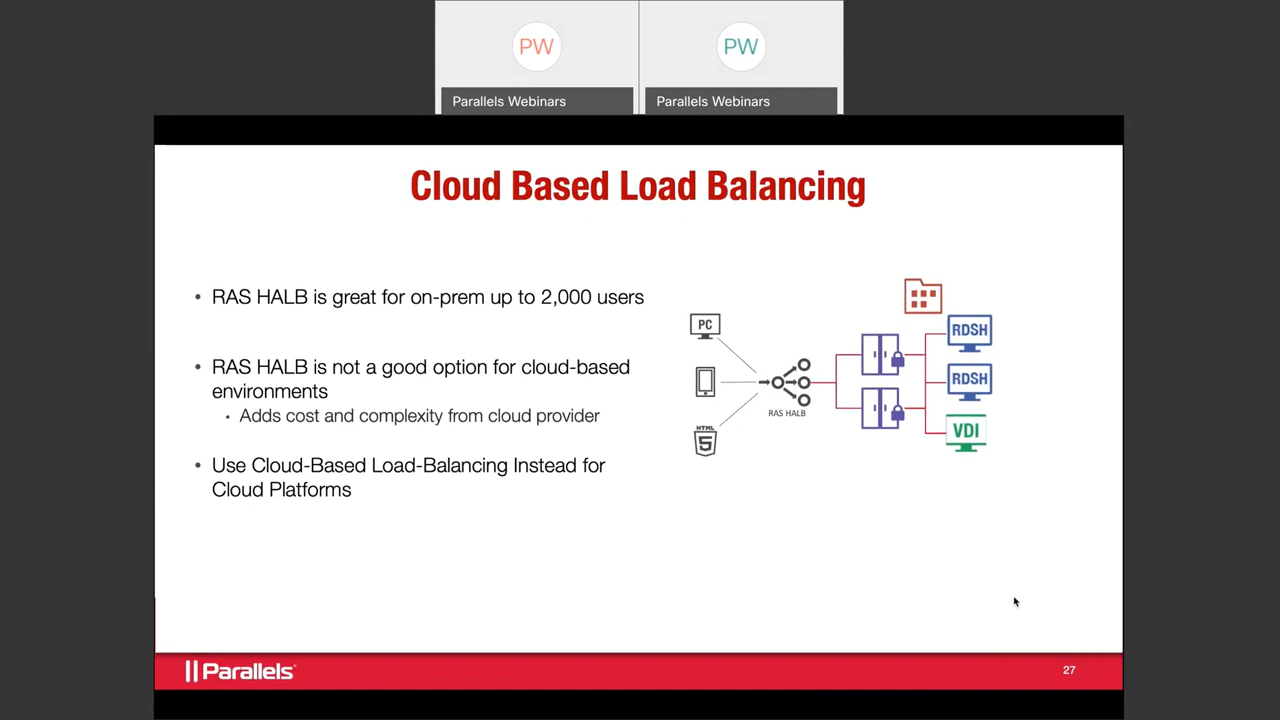 PW
PW
Parallels Webinars
Parallels Webinars
Cloud Based Load Balancing
• RAS HALB is great for on-prem up to 2,000 users
• RAS HALB is not a good option for cloud-based
environments
• Adds cost and complexity from cloud provider
• Use Cloud-Based Load-Balancing Instead for
Cloud Platforms
PC
HTML
5
RAS HALB
RDSH
RDSH
VDI
Parallels®
27